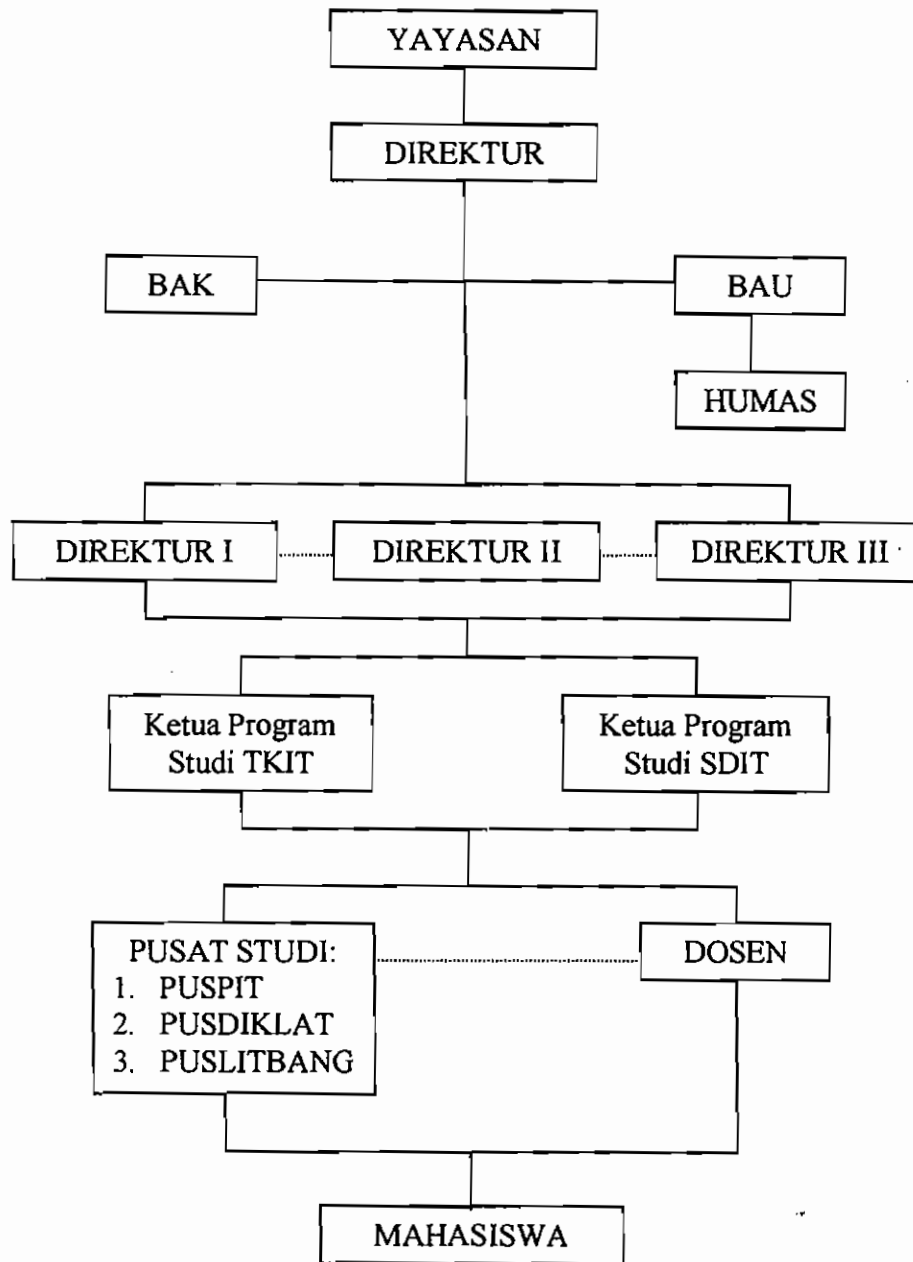 YAYASAN
DIREKTUR
BAK
BAU
HUMAS
DIREKTUR I
DIREKTUR II
DIREKTUR III
Ketua Program
Studi TKIT
Ketua Program
Studi SDIT
PUSAT STUDI:
1. PUSPIT
2. PUSDIKLAT
3. PUSLITBANG
DOSEN
MAHASISWA